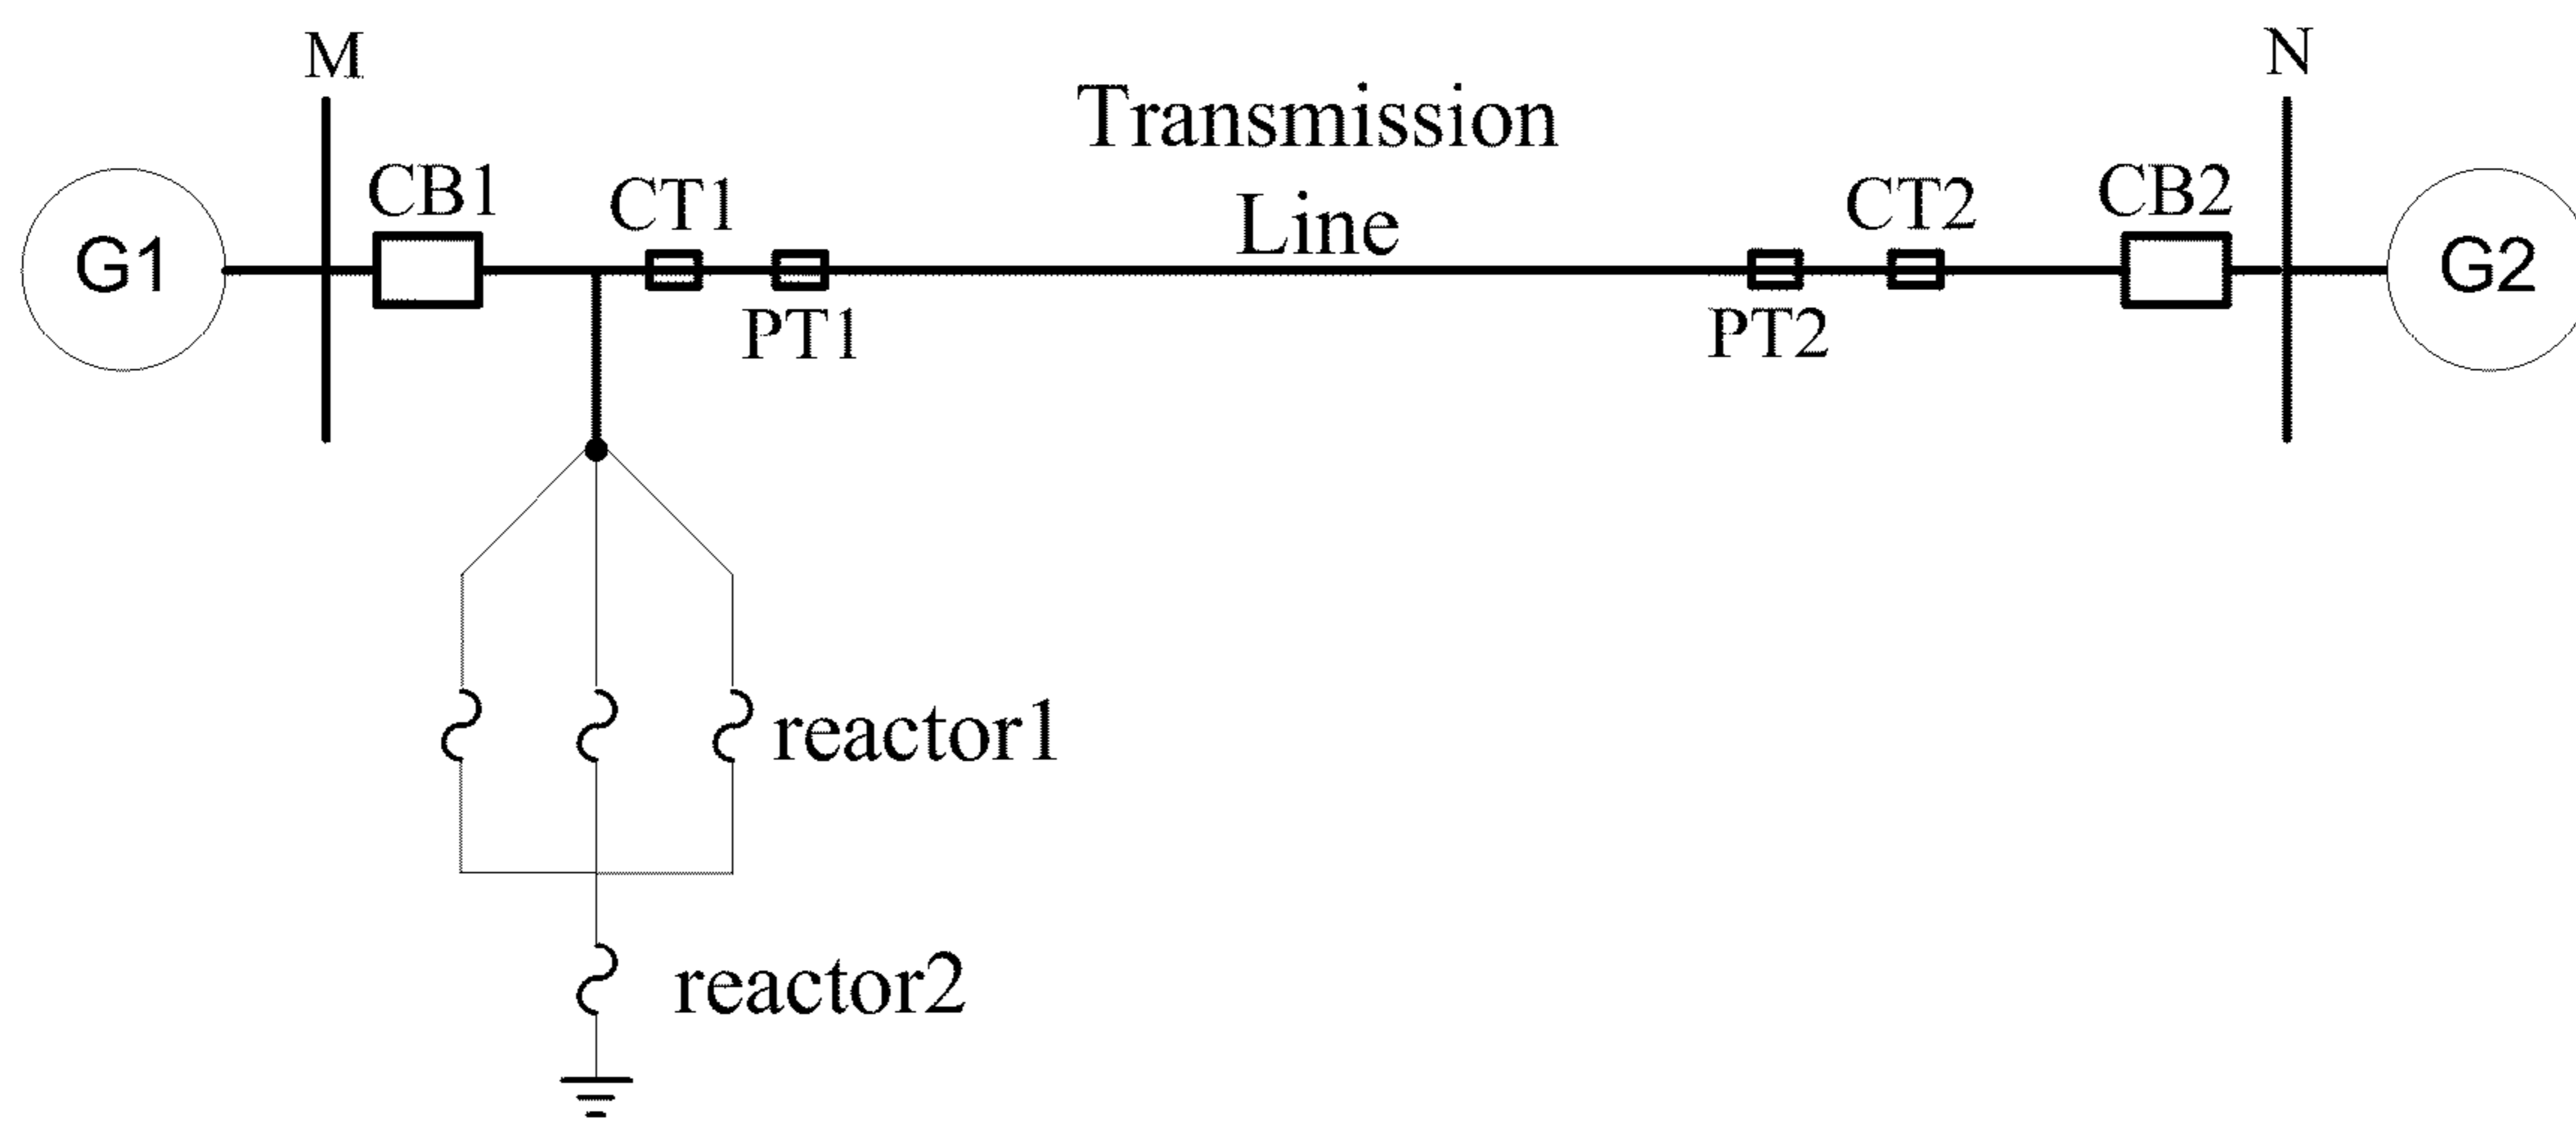 M
N
Transmission
Line
CB1
CT1
CT2
CB2
G1
G2
PT1
PT2
reactor1
reactor2